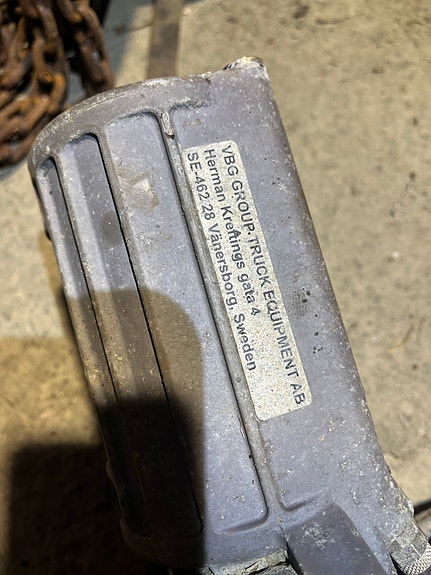 VBG GROUP TRUCK EQUIPMENT AB
Herman Kreftings gata 4
SE-462 28 Vänersborg, Sweden